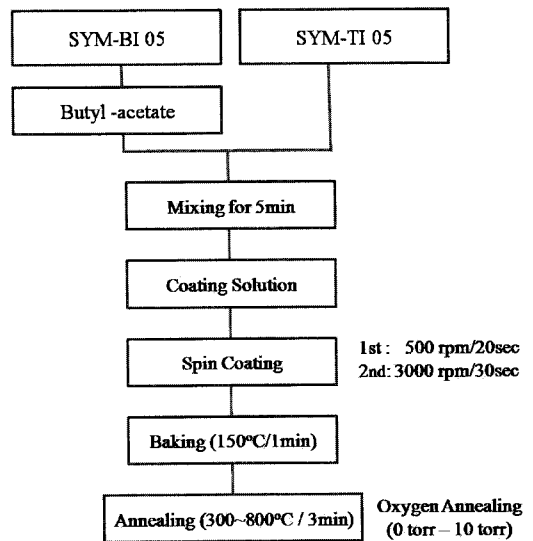 SYM-BI 05
SYM-TI 05
Butyl -acetate
Mixing for 5min
Coating Solution
Spin Coating
1st : 500 rpm/20sec
2nd: 3000 rpm/30sec
Baking (150°C/1min)
Annealing (300~800°C / 3min)
Oxygen Annealing
(0 torr – 10 torr)